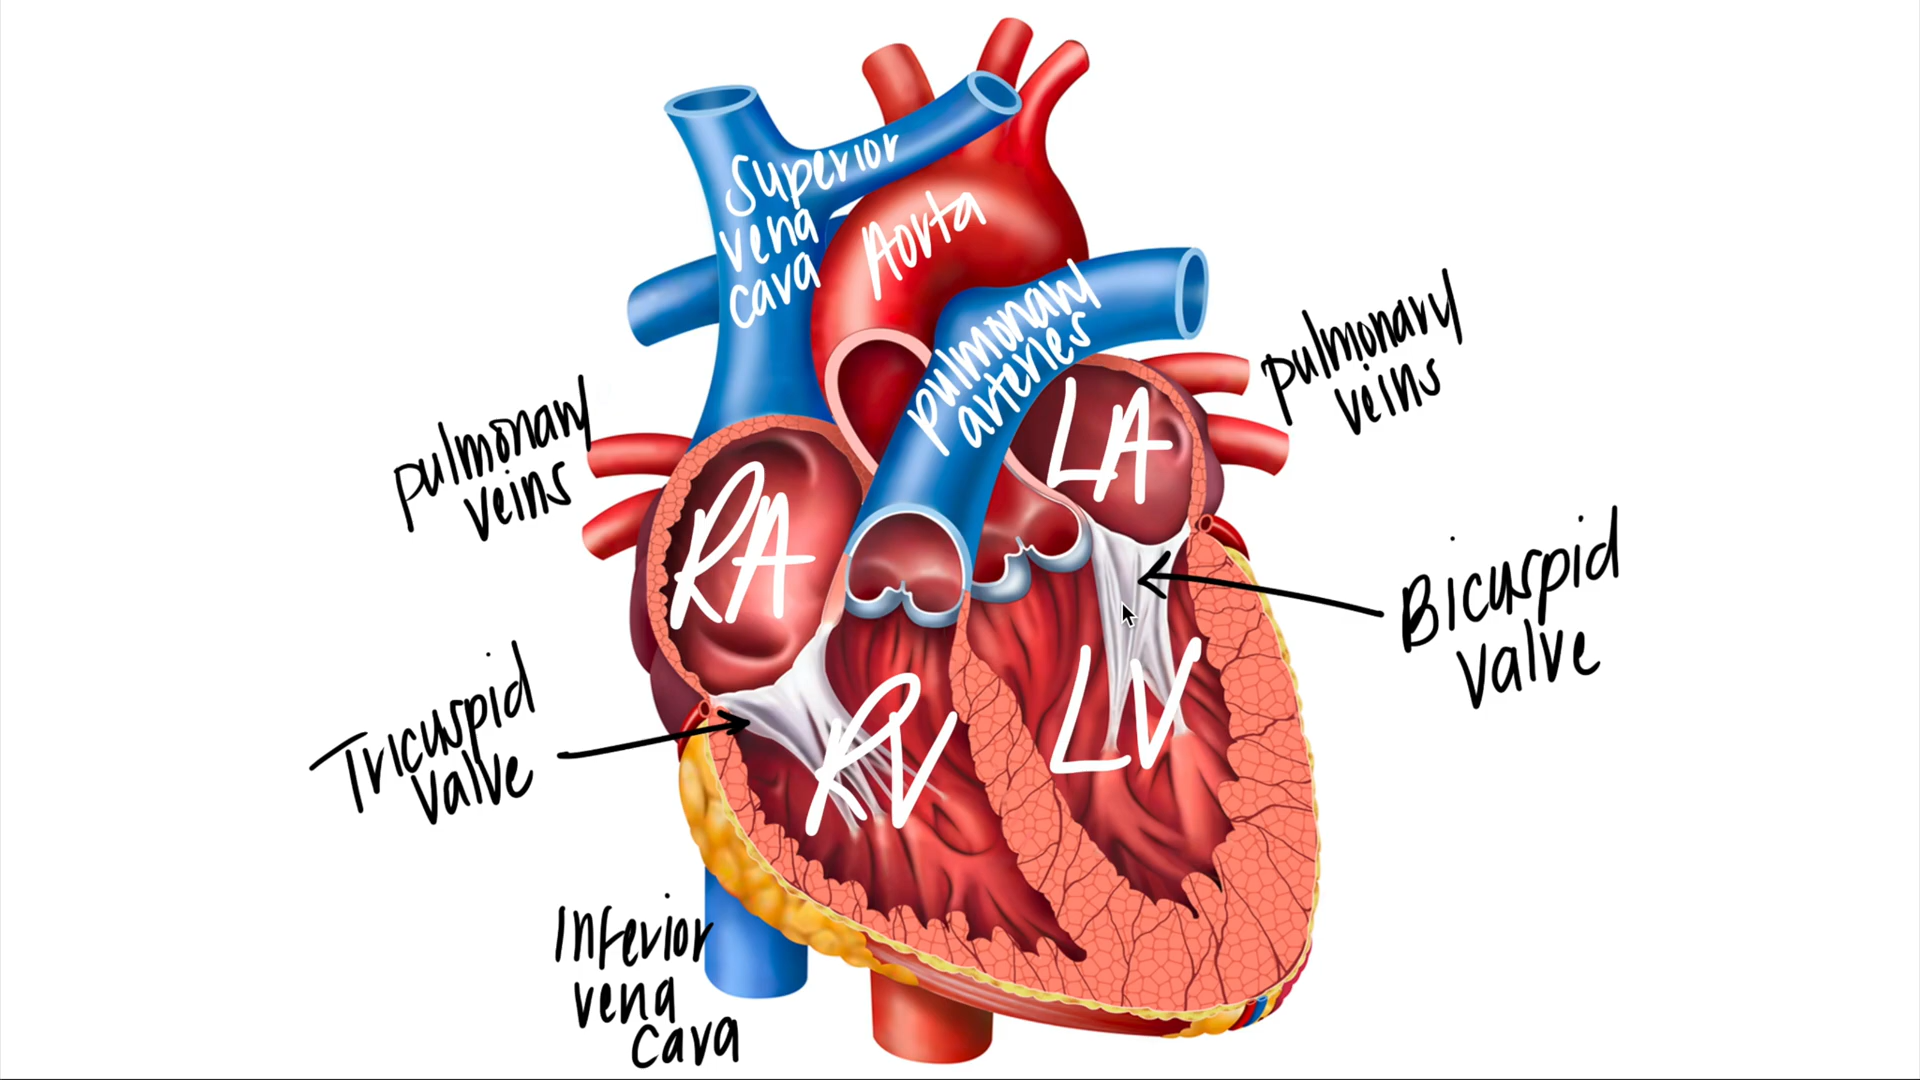 Superior
vena
cava
Aorta
pulmonary
arteries
pulmonary
veins
pulmonary
veins
LA
RA
Bicuspid
valve
Tricuspid
valve
RV
LV
Inferior
vena
cava